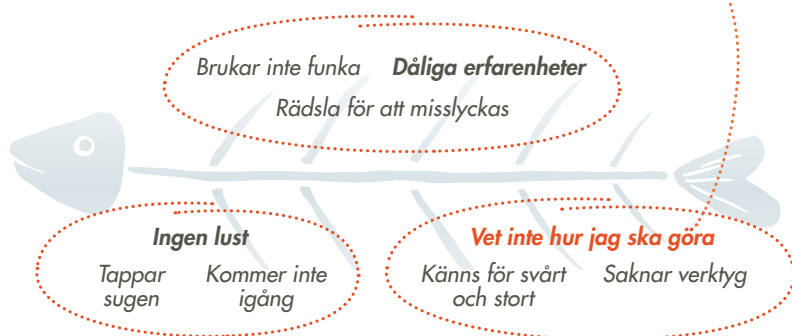 Brukar inte funka Dåliga erfarenheter
Rädsla för att misslyckas
Ingen lust
Tappar sugen
Kommer inte igång
Vet inte hur jag ska göra
Känns för svårt och stort
Saknar verktyg